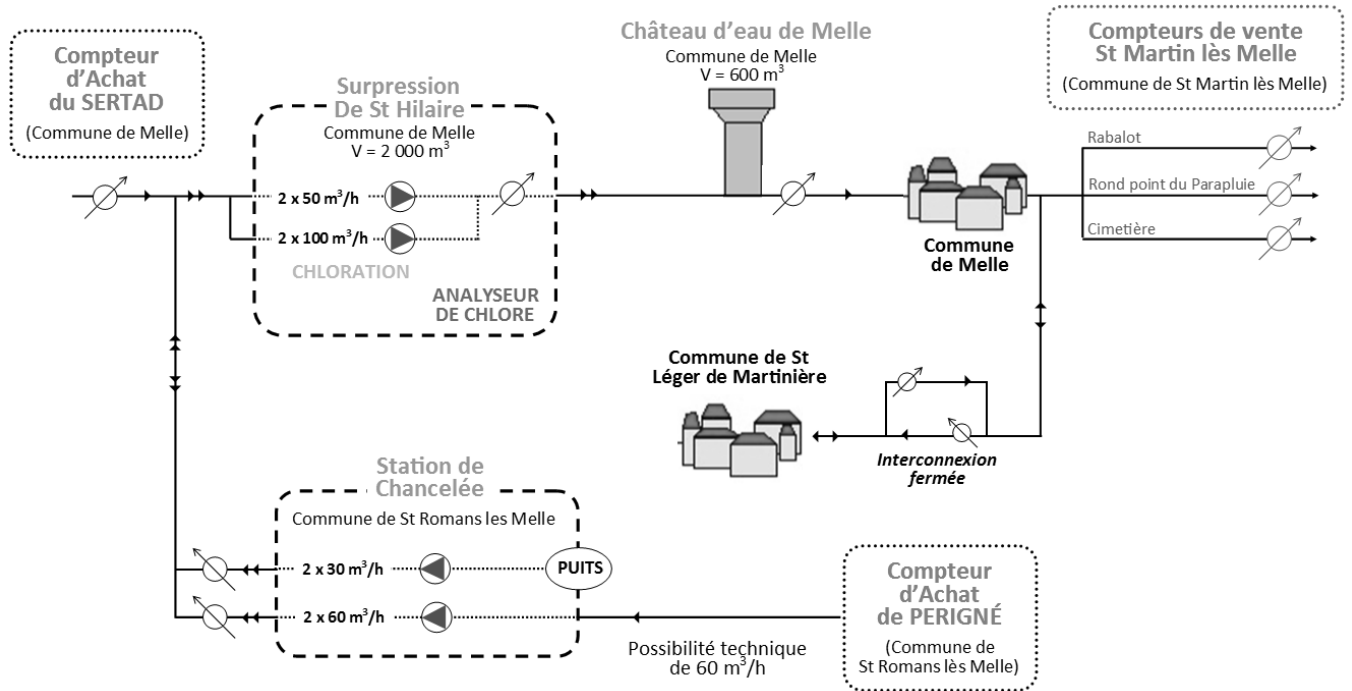 Compteur
d’Achat
du SERTAD
(Commune de Melle)
Surpression
De St Hilaire
Commune de Melle
V = 2 000 m³
2 x 50 m³/h
2 x 100 m³/h
CHLORATION
ANALYSEUR
DE CHLORE
Château d’eau de Melle
Commune de Melle
V = 600 m³
Commune
de Melle
Compteurs de vente
St Martin lès Melle
(Commune de St Martin lès Melle)
Rabalot
Rond point du Parapluie
Cimetière
Commune de St
Léger de Martinière
Interconnexion
fermée
Station de
Chancelée
Commune de St Romans les Melle
2 x 30 m³/h
PUITS
2 x 60 m³/h
Possibilité technique
de 60 m³/h
Compteur
d’Achat
de PERIGNÉ
(Commune de
St Romans lès Melle)